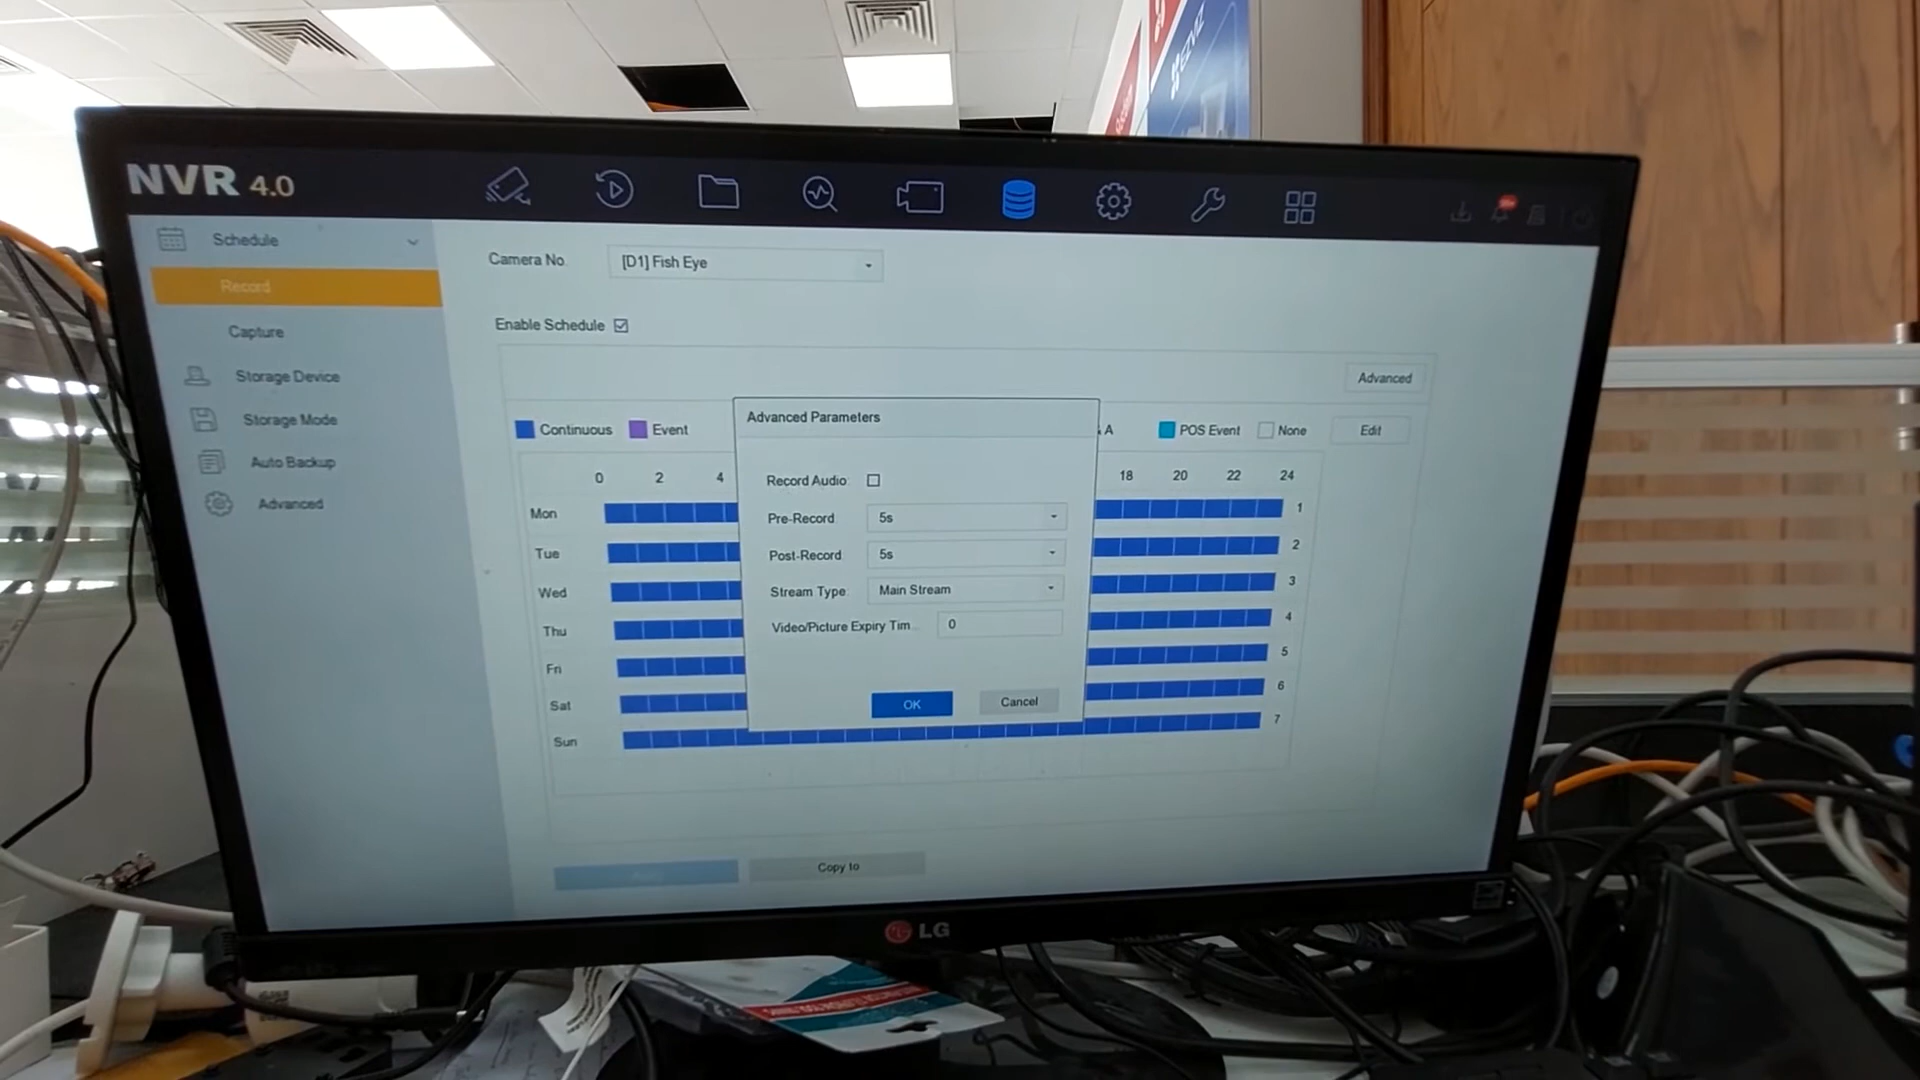 EZVIZ
NVR 4.0
Schedule
Record
Capture
Storage Device
Storage Mode
Auto Backup
Advanced
Camera No.
[D1] Fish Eye
Enable Schedule
Advanced
Continuous
Event
A
POS Event
None
Edit
0 2 4 18 20 22 24
Mon 1
Tue 2
Wed 3
Thu 4
Fri 5
Sat 6
Sun 7
Advanced Parameters
Record Audio:
Pre-Record 5s
Post-Record 5s
Stream Type: Main Stream
Video/Picture Expiry Tim... 0
OK
Cancel
Copy to
LG